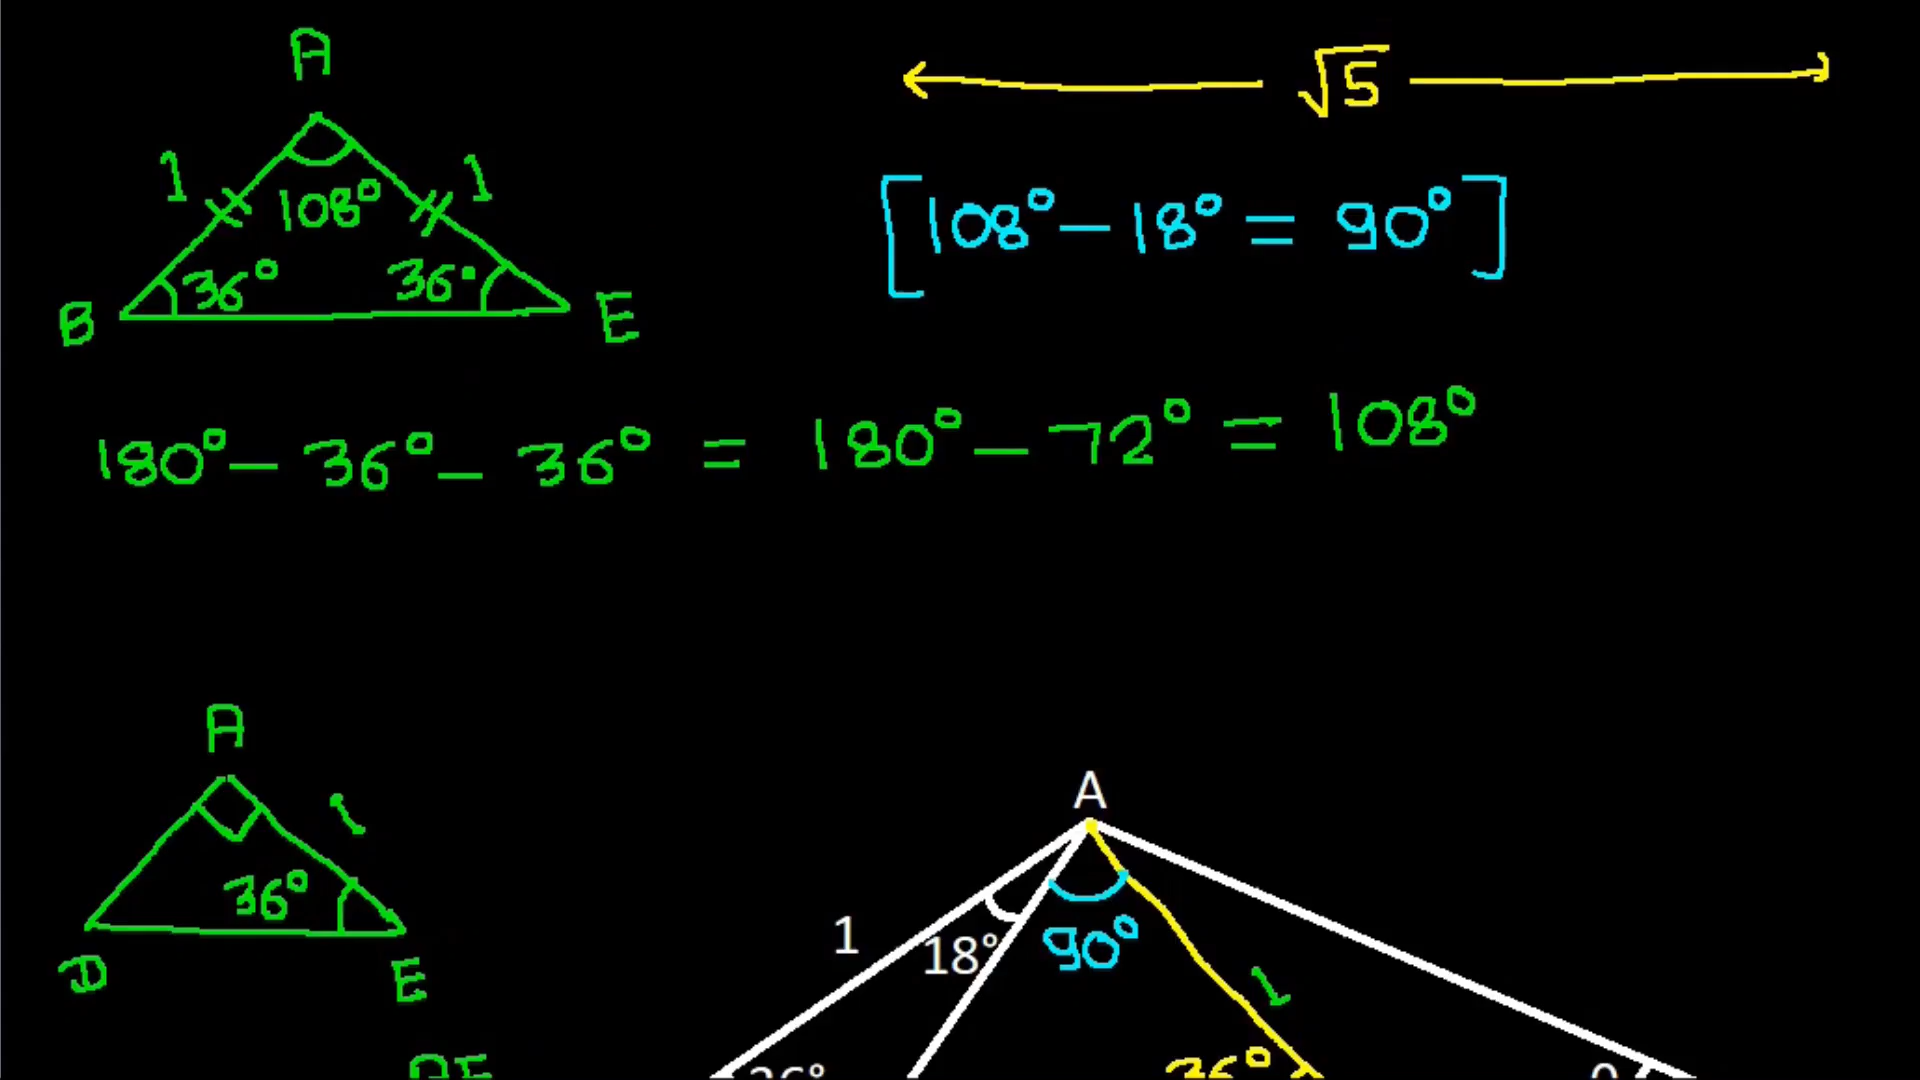 A
√5
1 1
108°
[108° - 18° = 90°]
36° 36°
B E
180° - 36° - 36° = 180° - 72° = 108°
A
1
A
36°
1
18°
90°
D E
1
36°